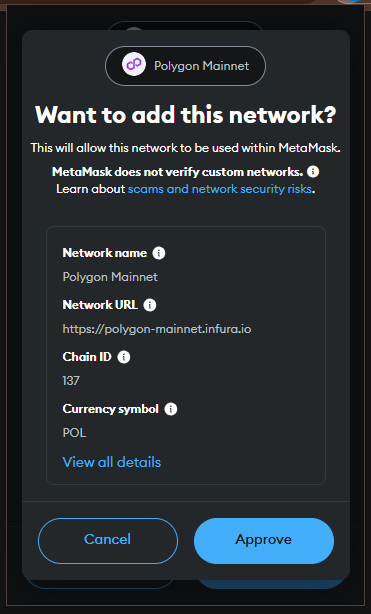 Polygon Mainnet
Want to add this network?
This will allow this network to be used within MetaMask.
MetaMask does not verify custom networks.
Learn about scams and network security risks.
Network name
Polygon Mainnet
Network URL
https://polygon-mainnet.infura.io
Chain ID
137
Currency symbol
POL
View all details
Cancel Approve